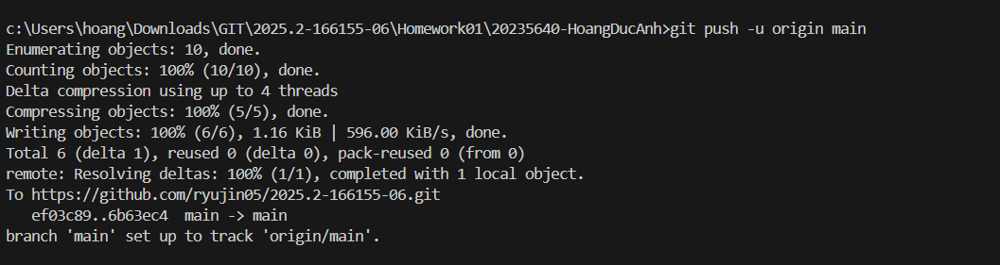 c:\Users\hoang\Downloads\GIT\2025.2-166155-06\Homework01\20235640-HoangDucAnh>git push -u origin main
Enumerating objects: 10, done.
Counting objects: 100% (10/10), done.
Delta compression using up to 4 threads
Compressing objects: 100% (5/5), done.
Writing objects: 100% (6/6), 1.16 KiB | 596.00 KiB/s, done.
Total 6 (delta 1), reused 0 (delta 0), pack-reused 0 (from 0)
remote: Resolving deltas: 100% (1/1), completed with 1 local object.
To https://github.com/ryujin05/2025.2-166155-06.git
   ef03c89..6b63ec4  main -> main
branch 'main' set up to track 'origin/main'.